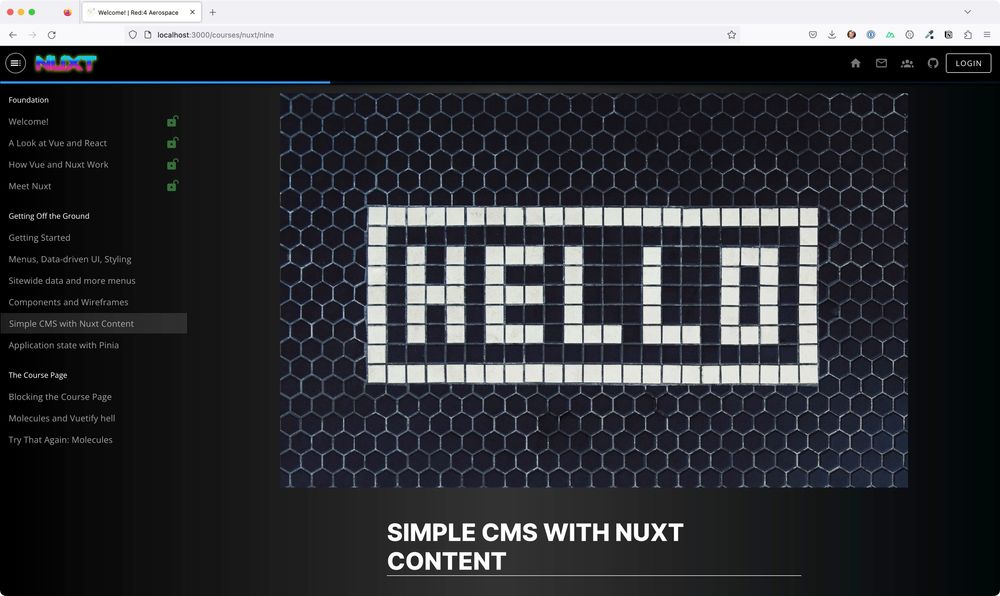 Welcome! | Red:4 Aerospace
localhost:3000/courses/nuxt/nine
NUXT
LOGIN
Foundation
Welcome!
A Look at Vue and React
How Vue and Nuxt Work
Meet Nuxt
Getting Off the Ground
Getting Started
Menus, Data-driven UI, Styling
Sitewide data and more menus
Components and Wireframes
Simple CMS with Nuxt Content
Application state with Pinia
The Course Page
Blocking the Course Page
Molecules and Vuetify hell
Try That Again: Molecules
HELLO
SIMPLE CMS WITH NUXT
CONTENT